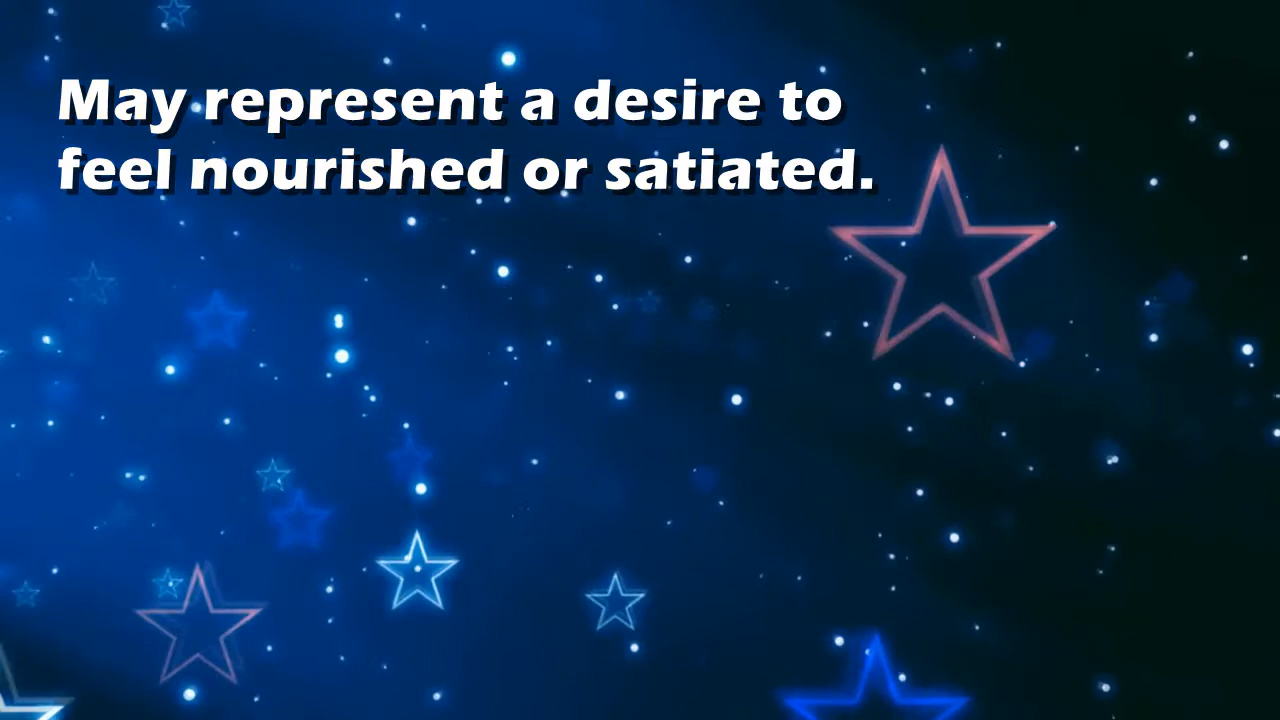 May represent a desire to
feel nourished or satiated.